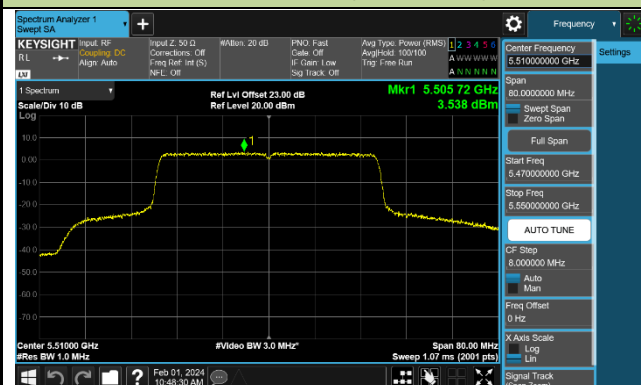 Spectrum Analyzer 1
Swept SA
Frequency
KEYSIGHT
RL
LXI
Input: RF
Coupling: DC
Align: Auto
Input Z: 50 Ω
Corrections: Off
Freq Ref: Int (S)
NFE: Off
#Atten: 20 dB
PNO: Fast
Gate: Off
IF Gain: Low
Sig Track: Off
Avg Type: Power (RMS)
Avg|Hold: 100/100
Trig: Free Run
1 2 3 4 5 6
A W W W W W
A N N N N N
1 Spectrum
Scale/Div 10 dB
Log
Ref Lvl Offset 23.00 dB
Ref Level 20.00 dBm
Mkr1 5.505 72 GHz
3.538 dBm
1
10.0
0.00
-10.0
-20.0
-30.0
-40.0
-50.0
-60.0
-70.0
Center 5.51000 GHz
#Res BW 1.0 MHz
#Video BW 3.0 MHz*
Span 80.00 MHz
Sweep 1.07 ms (2001 pts)
Feb 01, 2024
10:48:30 AM
?
Center Frequency
5.510000000 GHz
Settings
Span
80.0000000 MHz
Swept Span
Zero Span
Full Span
Start Freq
5.470000000 GHz
Stop Freq
5.550000000 GHz
AUTO TUNE
CF Step
8.000000 MHz
Auto
Man
Freq Offset
0 Hz
X Axis Scale
Log
Lin
Signal Track